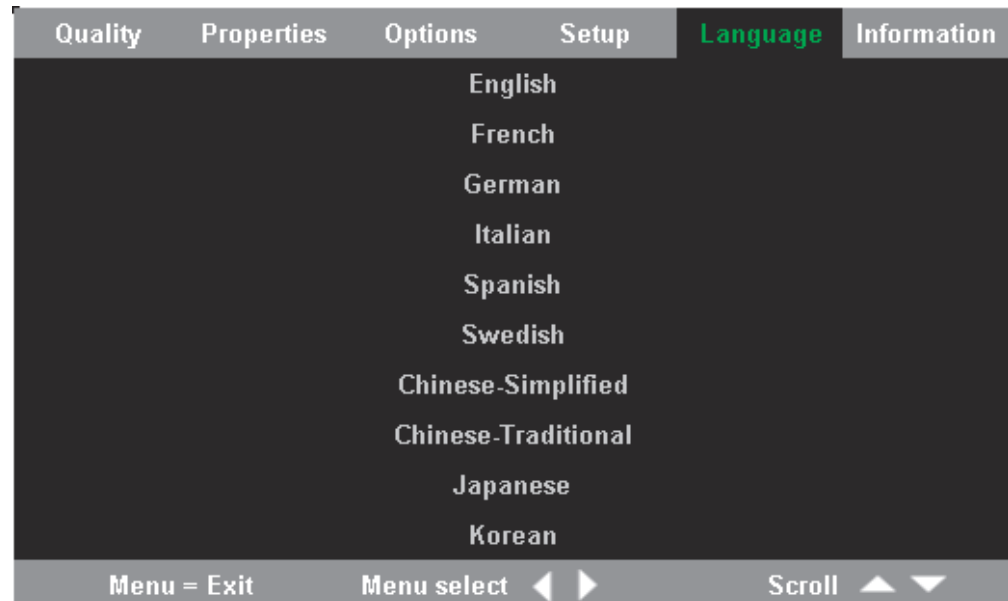 Quality Properties Options Setup Language Information
English
French
German
Italian
Spanish
Swedish
Chinese-Simplified
Chinese-Traditional
Japanese
Korean
Menu = Exit Menu select Scroll